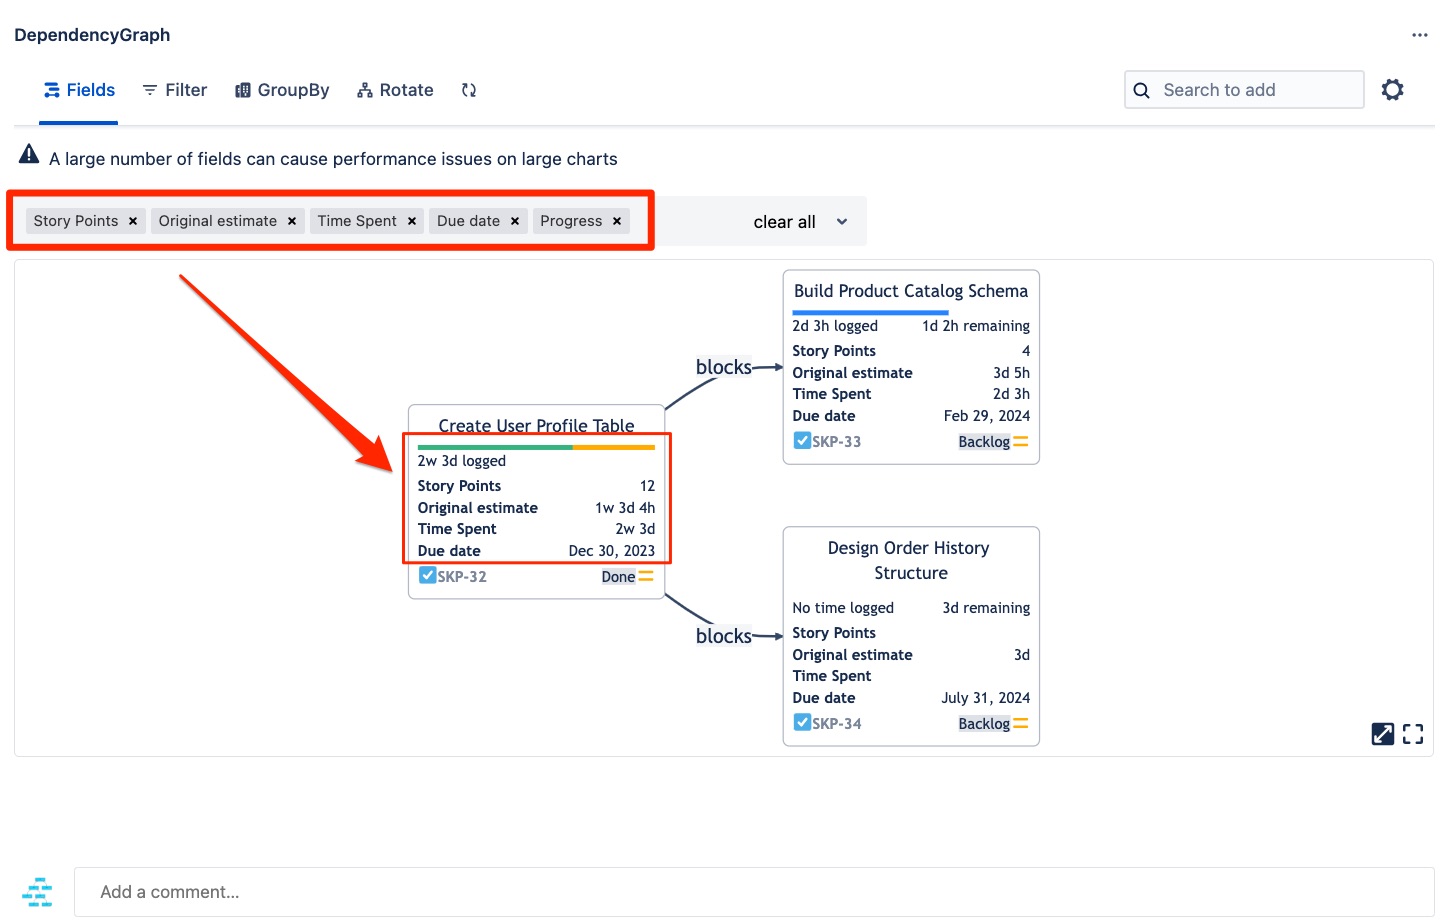 DependencyGraph
Fields Filter GroupBy Rotate Search to add
A large number of fields can cause performance issues on large charts
Story Points × Original estimate × Time Spent × Due date × Progress × clear all
Build Product Catalog Schema
2d 3h logged 1d 2h remaining
Story Points 4
Original estimate 3d 5h
Time Spent 2d 3h
Due date Feb 29, 2024
SKP-33 Backlog
blocks
Create User Profile Table
2w 3d logged
Story Points 12
Original estimate 1w 3d 4h
Time Spent 2w 3d
Due date Dec 30, 2023
SKP-32 Done
blocks
Design Order History
Structure
No time logged 3d remaining
Story Points
Original estimate 3d
Time Spent
Due date July 31, 2024
SKP-34 Backlog
Add a comment...